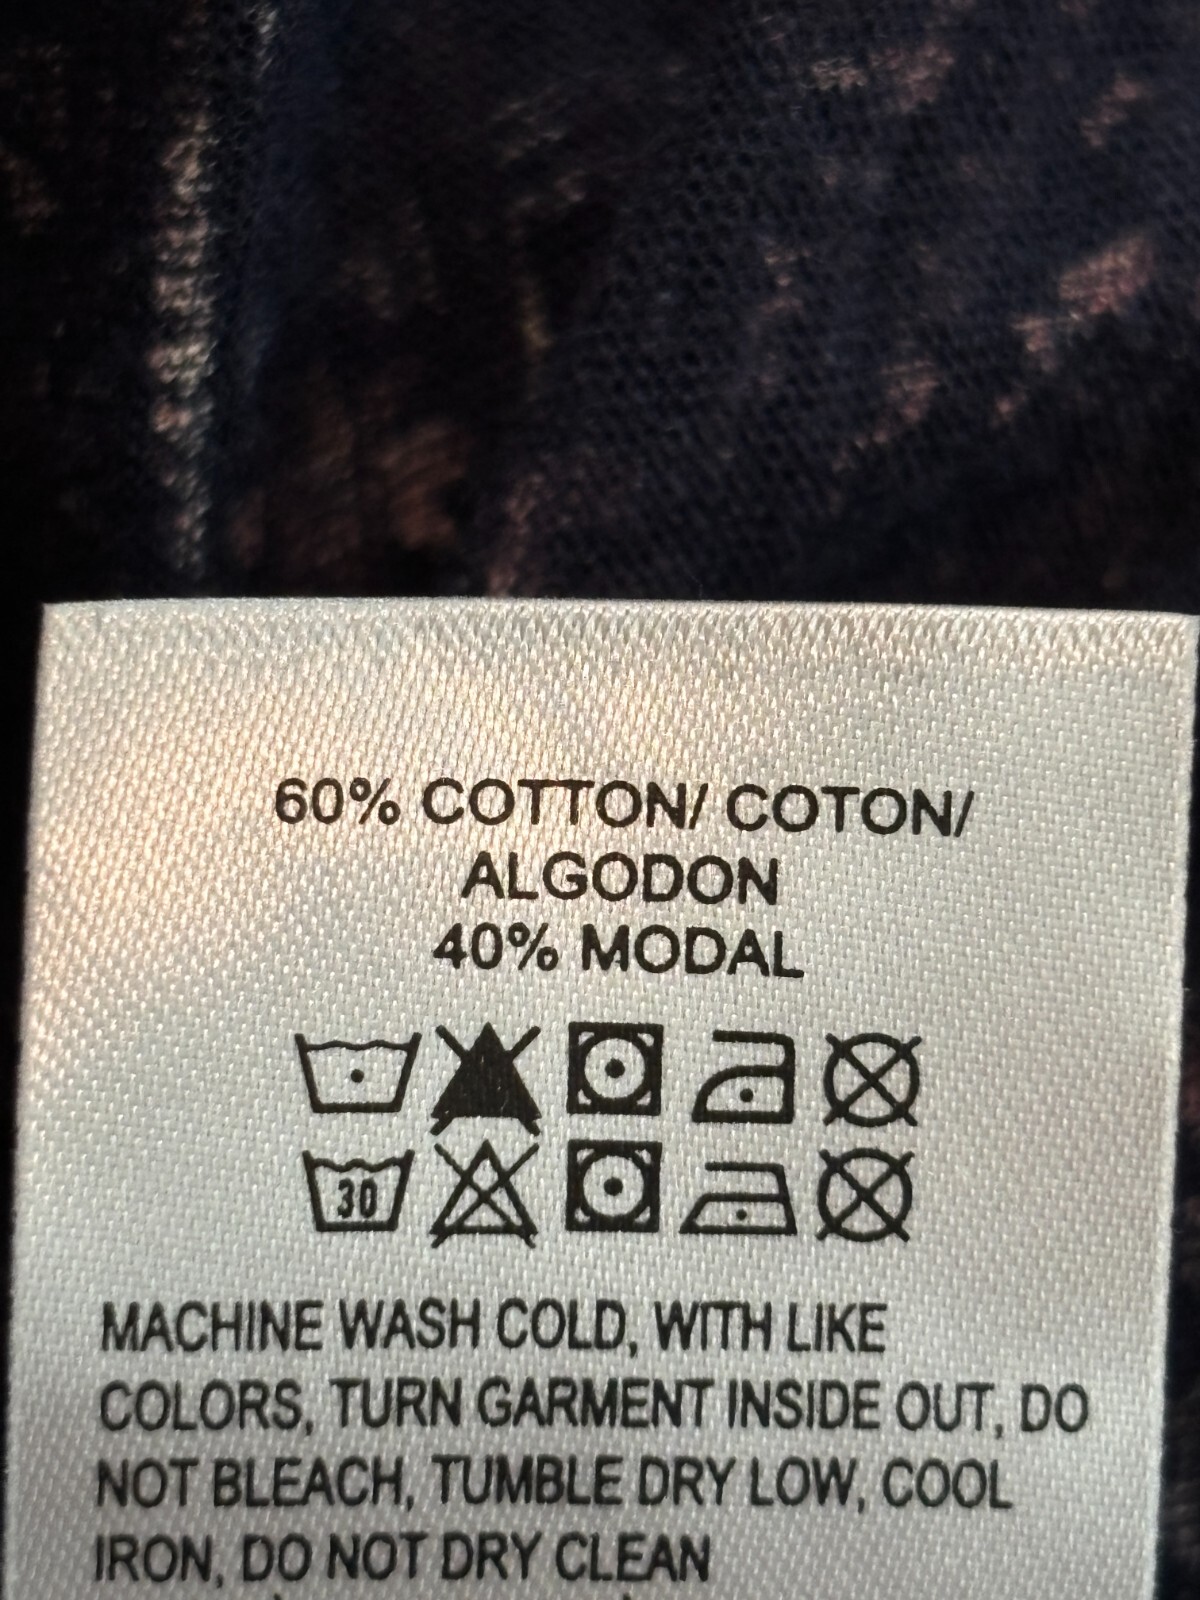 60% COTTON/ COTON/
ALGODON
40% MODAL
30
MACHINE WASH COLD, WITH LIKE
COLORS, TURN GARMENT INSIDE OUT, DO
NOT BLEACH, TUMBLE DRY LOW, COOL
IRON, DO NOT DRY CLEAN